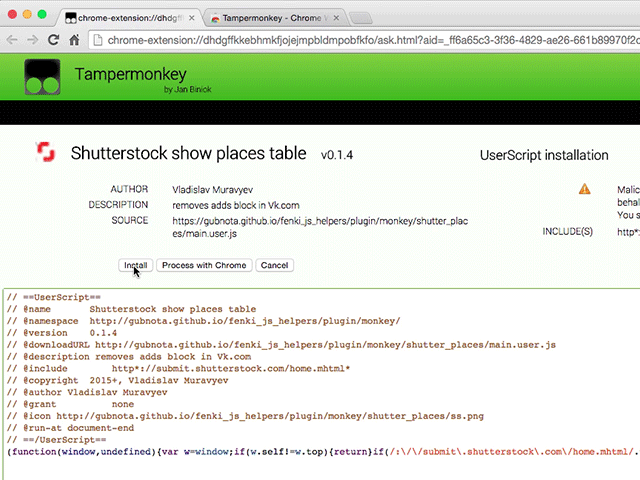 chrome-extension://dhdgffk
Tampermonkey - Chrome W
chrome-extension://dhdgffkkebhmkfjojejmpbldmpobfkfo/ask.html?aid=_ff6a65c3-3f36-4829-ae26-661b89970f2c
Tampermonkey
by Jan Biniok
Shutterstock show places table v0.1.4 UserScript installation
AUTHOR Vladislav Muravyev
DESCRIPTION removes adds block in Vk.com
SOURCE https://gubnota.github.io/fenki_js_helpers/plugin/monkey/shutter_plac
es/main.user.js
Malic
behal
You s
INCLUDE(S) http*:
Install Process with Chrome Cancel
// ==UserScript==
// @name Shutterstock show places table
// @namespace http://gubnota.github.io/fenki_js_helpers/plugin/monkey/
// @version 0.1.4
// @downloadURL http://gubnota.github.io/fenki_js_helpers/plugin/monkey/shutter_places/main.user.js
// @description removes adds block in Vk.com
// @include http*://submit.shutterstock.com/home.mhtml*
// @copyright 2015+, Vladislav Muravyev
// @author Vladislav Muravyev
// @grant none
// @icon http://gubnota.github.io/fenki_js_helpers/plugin/monkey/shutter_places/ss.png
// @run-at document-end
// ==/UserScript==
(function(window,undefined){var w=window;if(w.self!=w.top){return}if(/:\/\/submit\.shutterstock\.com\/home.mhtml/.